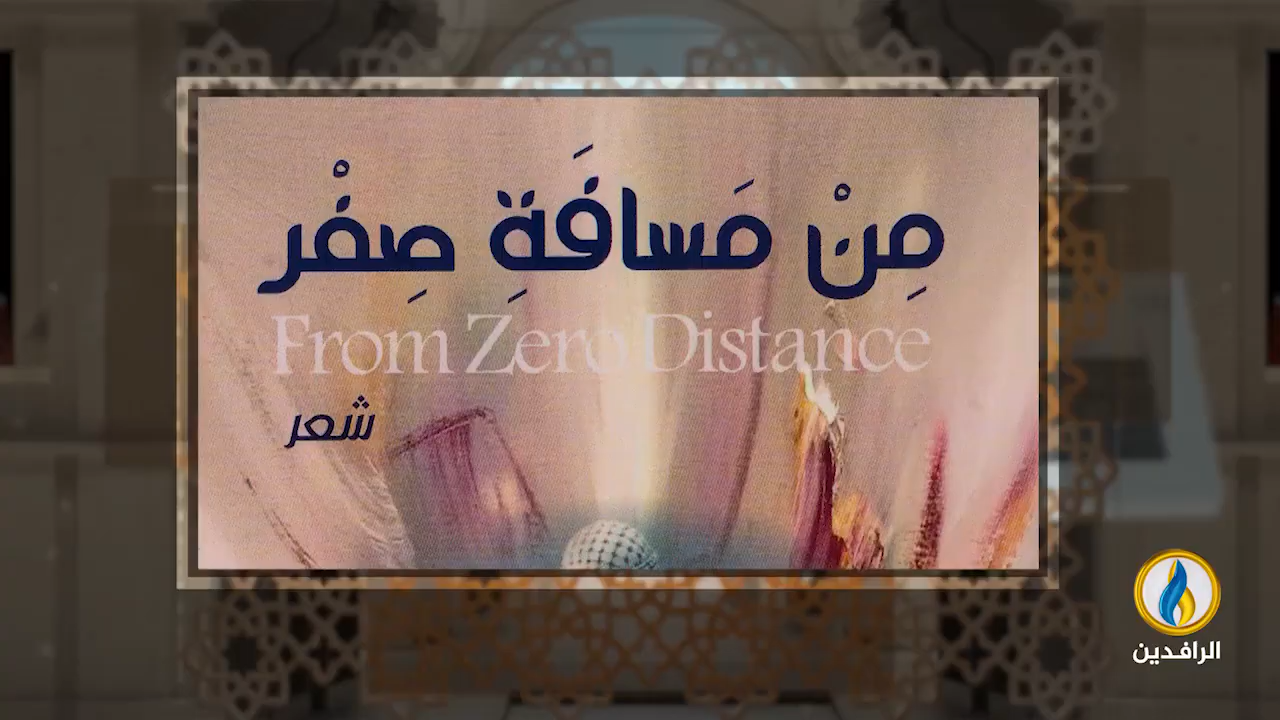 مِنْ مَسافَةِ صِفْر
From Zero Distance
شعر
الرافدين